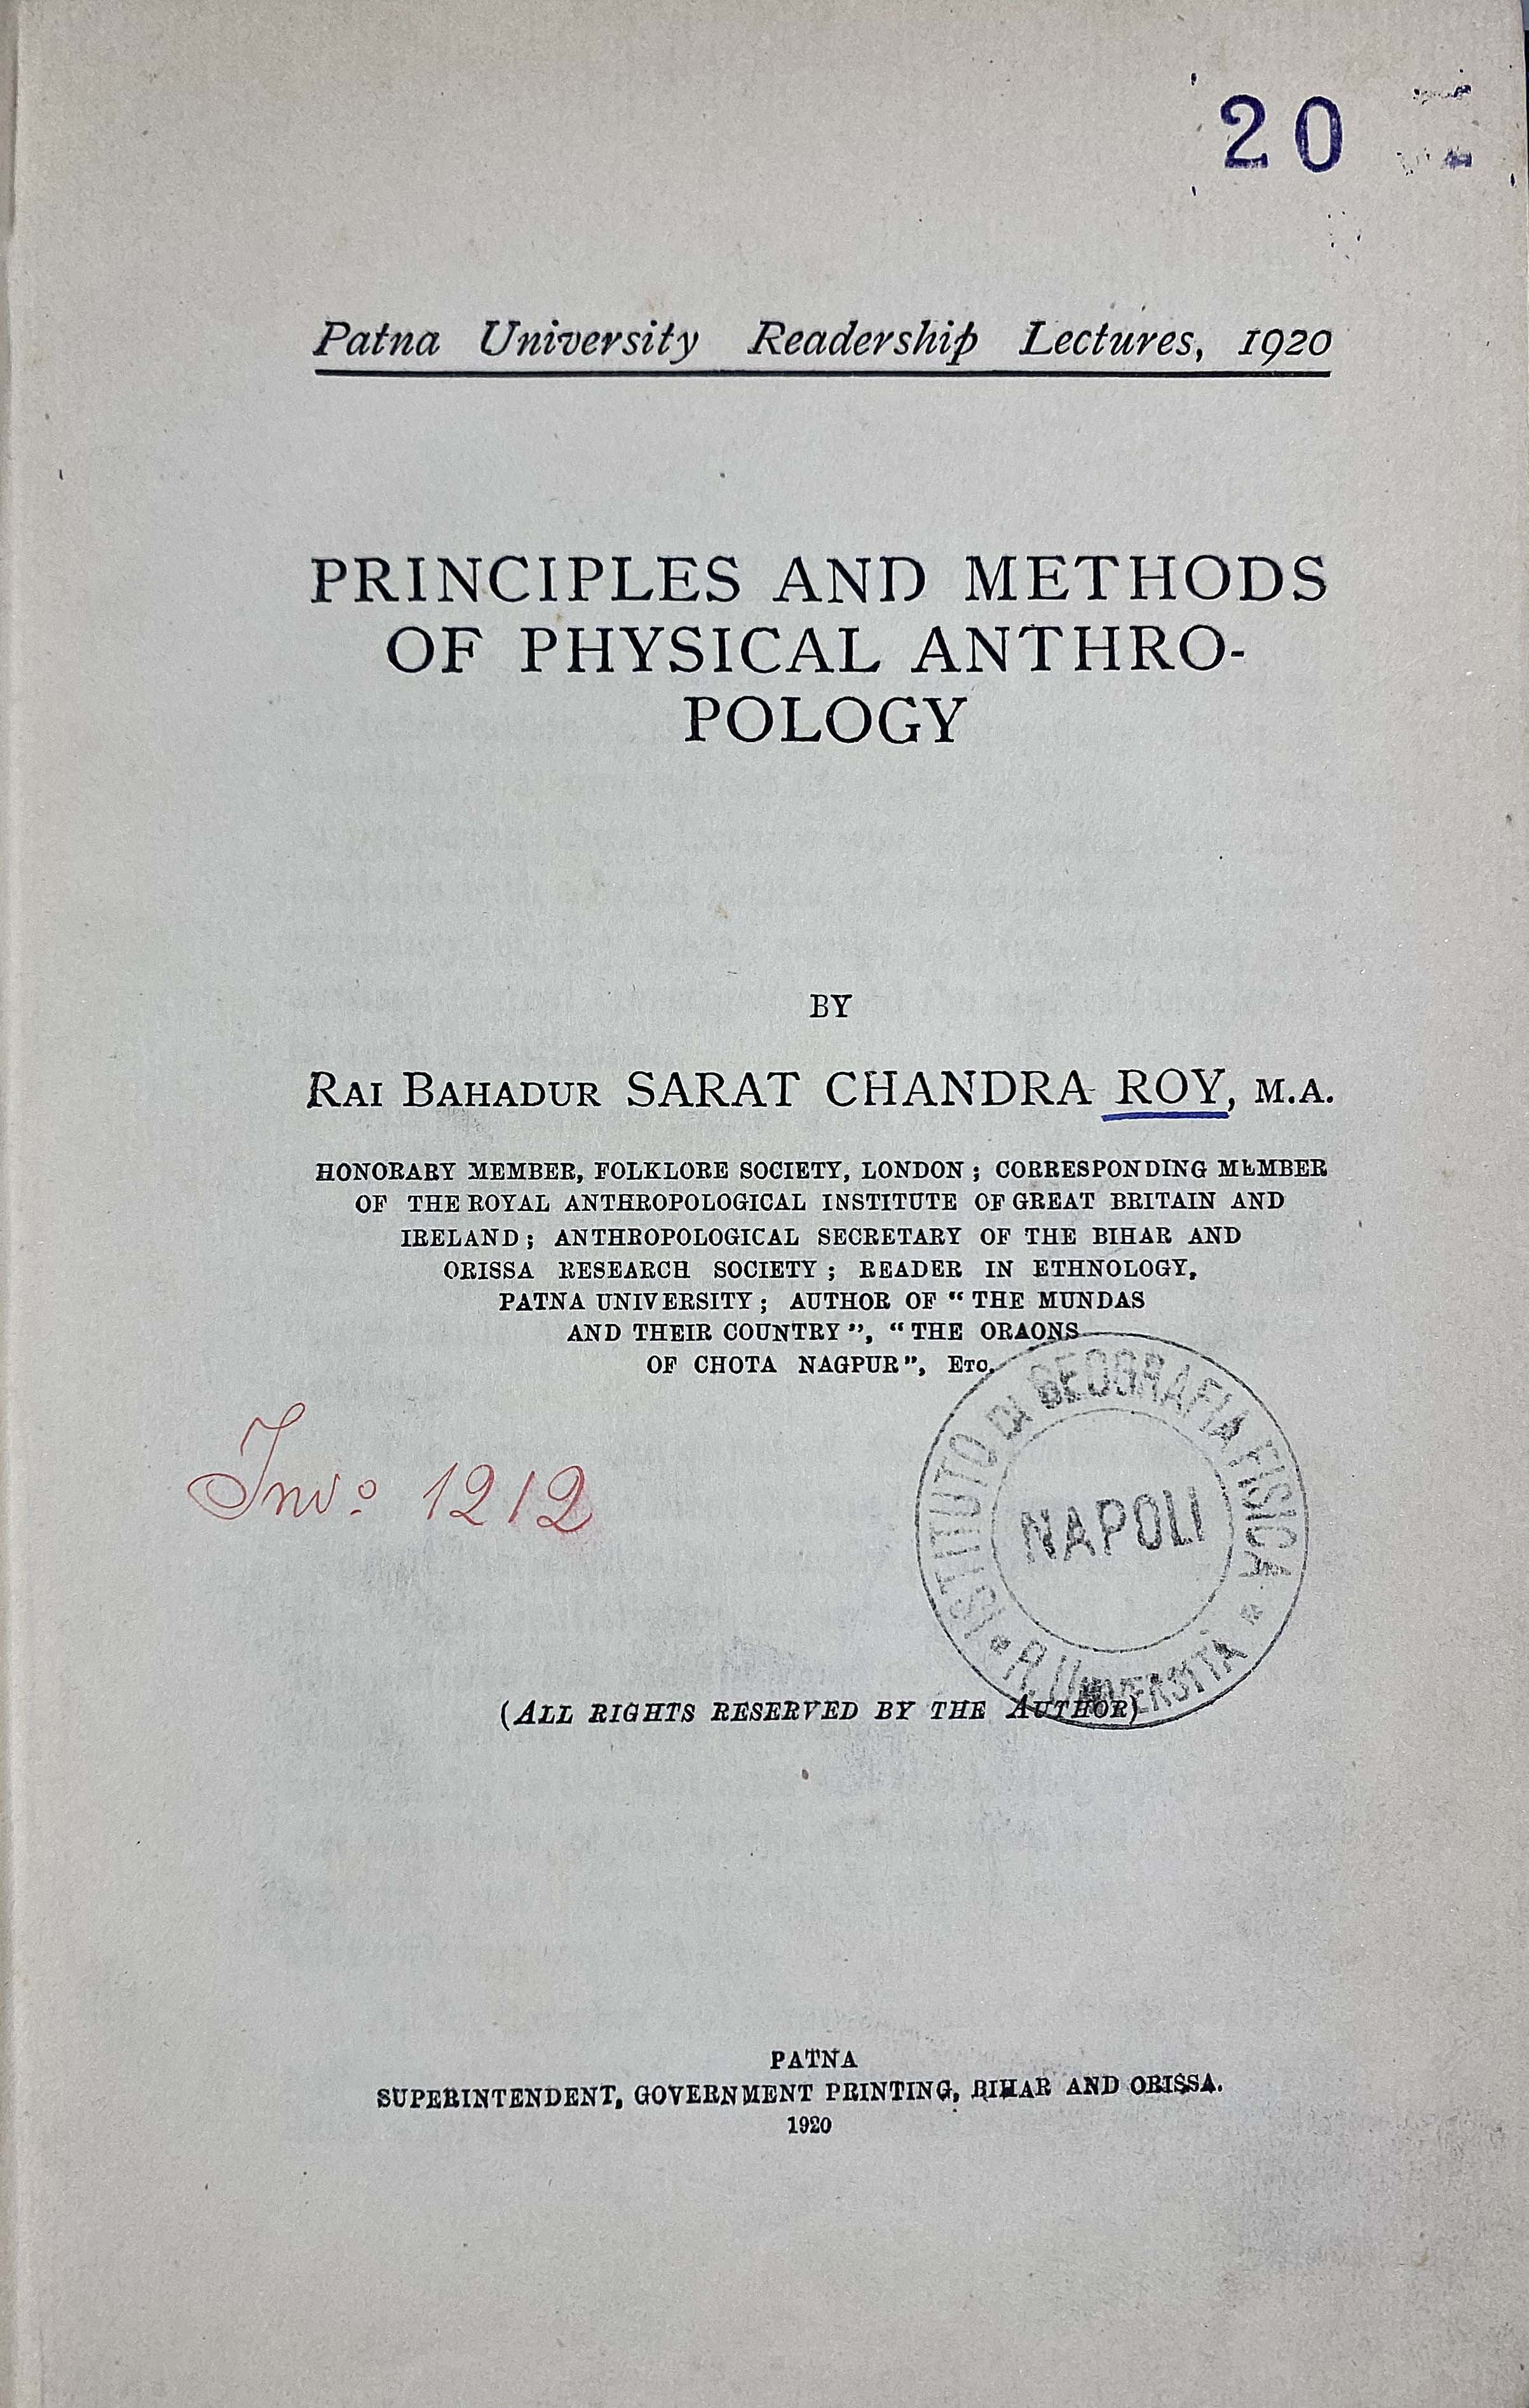 20
Patna University Readership Lectures, 1920
PRINCIPLES AND METHODS
OF PHYSICAL ANTHRO-
POLOGY
BY
RAI BAHADUR SARAT CHANDRA ROY, M.A.
HONORARY MEMBER, FOLKLORE SOCIETY, LONDON; CORRESPONDING MEMBER
OF THE ROYAL ANTHROPOLOGICAL INSTITUTE OF GREAT BRITAIN AND
IRELAND; ANTHROPOLOGICAL SECRETARY OF THE BIHAR AND
ORISSA RESEARCH SOCIETY; READER IN ETHNOLOGY,
PATNA UNIVERSITY; AUTHOR OF "THE MUNDAS
AND THEIR COUNTRY", "THE ORAONS
OF CHOTA NAGPUR", ETC.
Inv.º 1212
ISTITUTO DI GEOGRAFIA FISICA
NAPOLI
* R. UNIVERSITÀ *
(ALL RIGHTS RESERVED BY THE AUTHOR)
PATNA
SUPERINTENDENT, GOVERNMENT PRINTING, BIHAR AND ORISSA.
1920